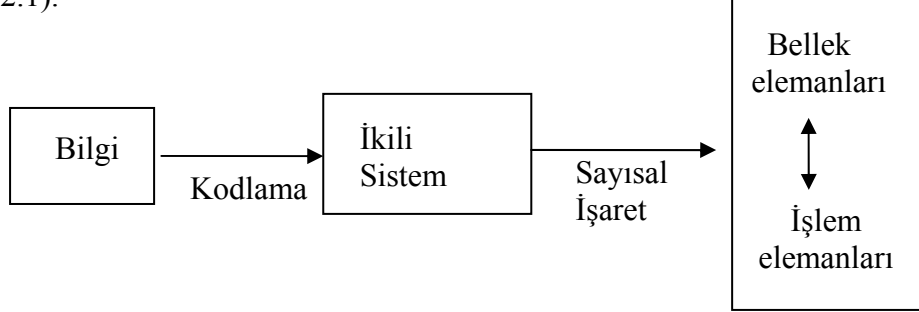 2.1).
Bilgi
Kodlama
İkili
Sistem
Sayısal
İşaret
Bellek
elemanları
İşlem
elemanları